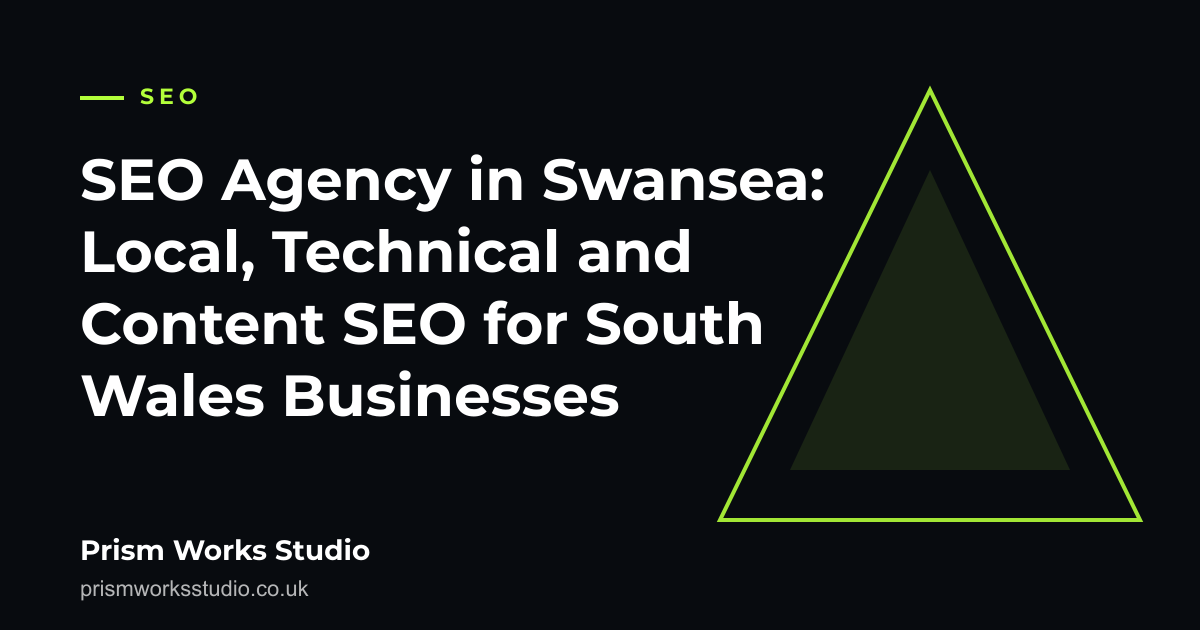 SEO
SEO Agency in Swansea:
Local, Technical and
Content SEO for South
Wales Businesses
Prism Works Studio
prismworksstudio.co.uk